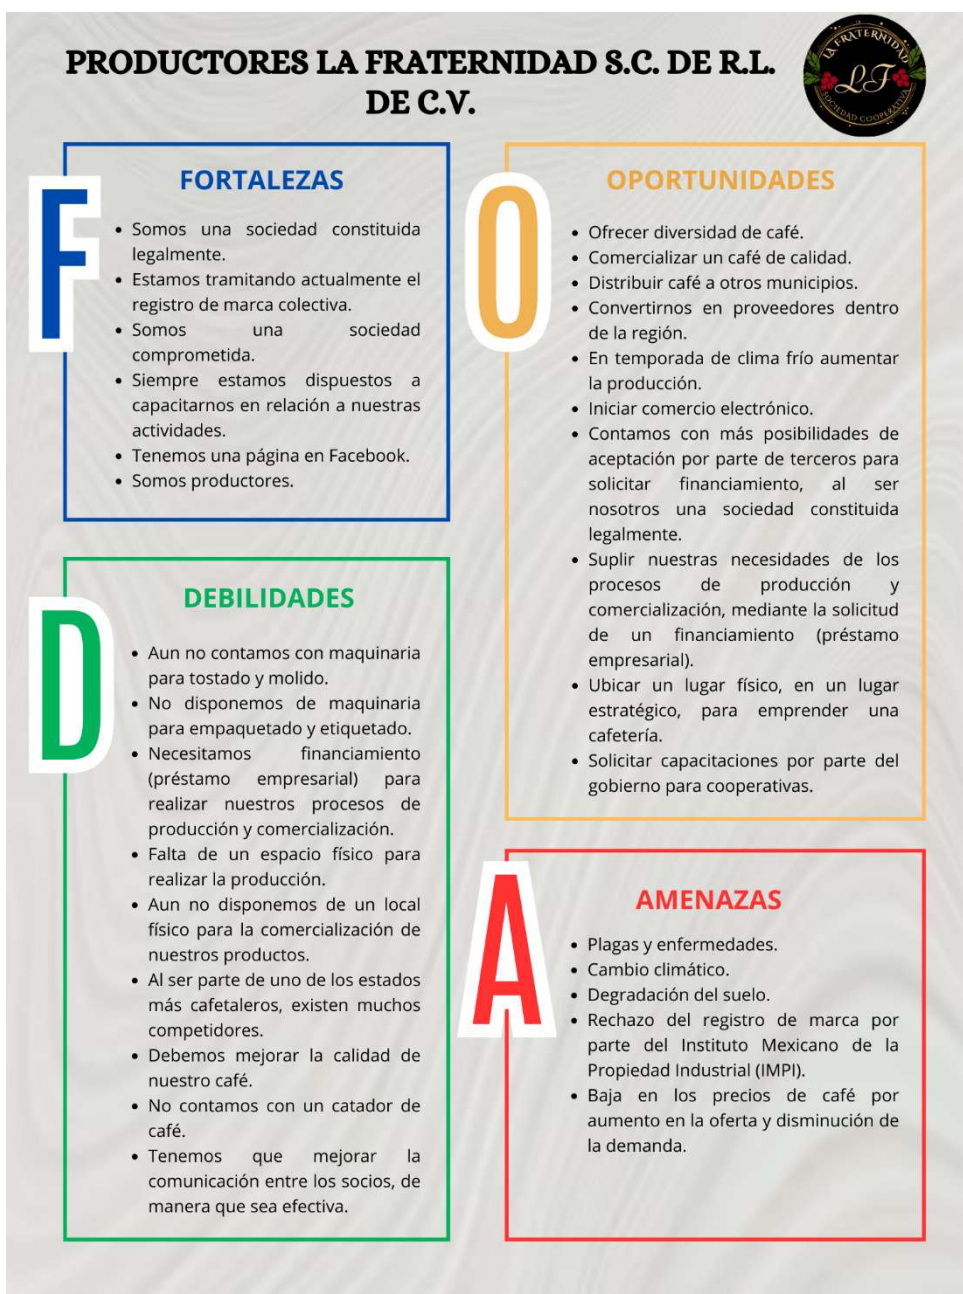 PRODUCTORES LA FRATERNIDAD S.C. DE R.L.
DE C.V.
LA FRATERNIDAD
LF
SOCIEDAD COOPERATIVA
F
FORTALEZAS
• Somos una sociedad constituida
legalmente.
• Estamos tramitando actualmente el
registro de marca colectiva.
• Somos una sociedad
comprometida.
• Siempre estamos dispuestos a
capacitarnos en relación a nuestras
actividades.
• Tenemos una página en Facebook.
• Somos productores.
O
OPORTUNIDADES
• Ofrecer diversidad de café.
• Comercializar un café de calidad.
• Distribuir café a otros municipios.
• Convertirnos en proveedores dentro
de la región.
• En temporada de clima frío aumentar
la producción.
• Iniciar comercio electrónico.
• Contamos con más posibilidades de
aceptación por parte de terceros para
solicitar financiamiento, al ser
nosotros una sociedad constituida
legalmente.
• Suplir nuestras necesidades de los
procesos de producción y
comercialización, mediante la solicitud
de un financiamiento (préstamo
empresarial).
• Ubicar un lugar físico, en un lugar
estratégico, para emprender una
cafetería.
• Solicitar capacitaciones por parte del
gobierno para cooperativas.
D
DEBILIDADES
• Aun no contamos con maquinaria
para tostado y molido.
• No disponemos de maquinaria
para empaquetado y etiquetado.
• Necesitamos financiamiento
(préstamo empresarial) para
realizar nuestros procesos de
producción y comercialización.
• Falta de un espacio físico para
realizar la producción.
• Aun no disponemos de un local
físico para la comercialización de
nuestros productos.
• Al ser parte de uno de los estados
más cafetaleros, existen muchos
competidores.
• Debemos mejorar la calidad de
nuestro café.
• No contamos con un catador de
café.
• Tenemos que mejorar la
comunicación entre los socios, de
manera que sea efectiva.
A
AMENAZAS
• Plagas y enfermedades.
• Cambio climático.
• Degradación del suelo.
• Rechazo del registro de marca por
parte del Instituto Mexicano de la
Propiedad Industrial (IMPI).
• Baja en los precios de café por
aumento en la oferta y disminución de
la demanda.